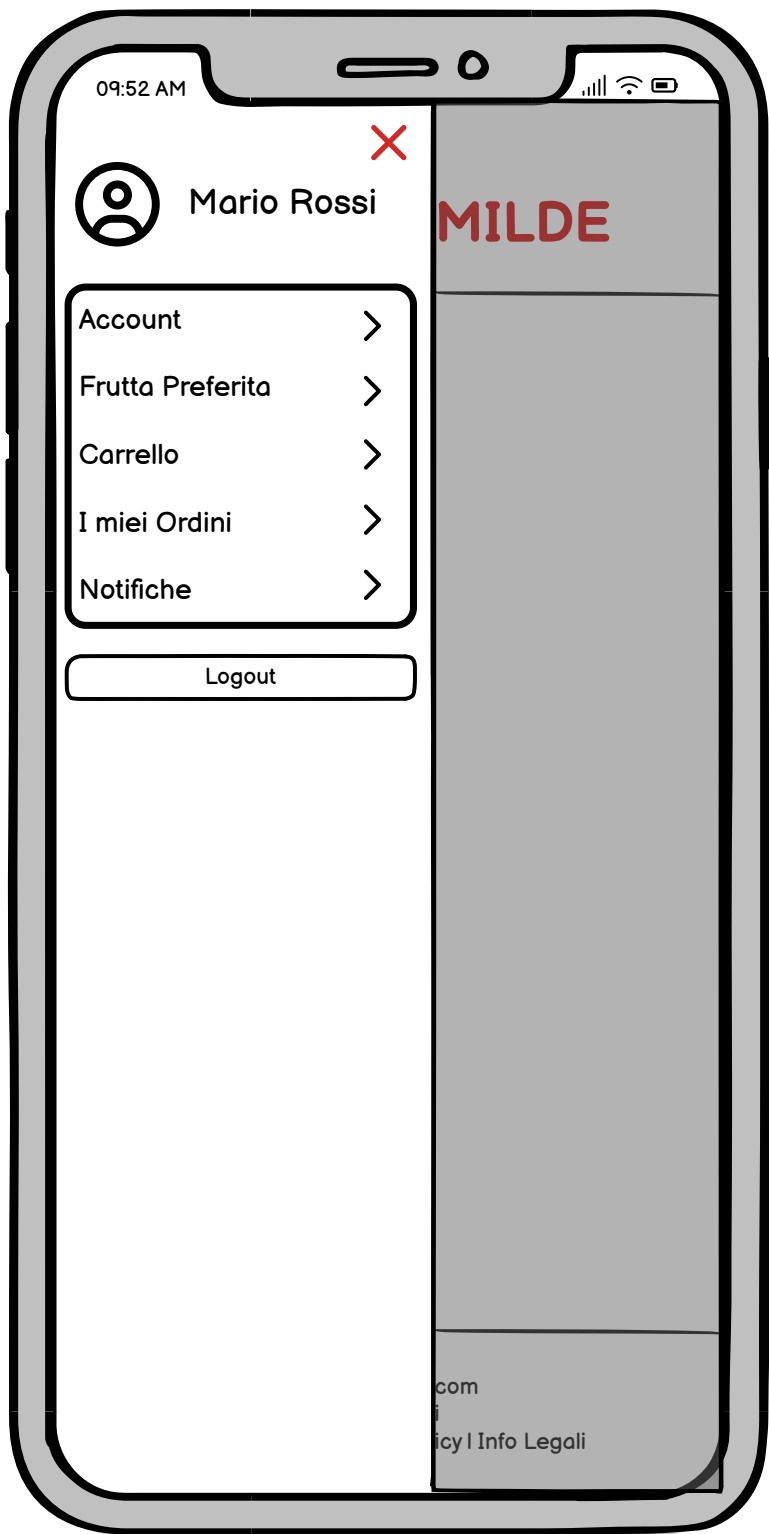 09:52 AM
Mario Rossi
MILDE
Account
Frutta Preferita
Carrello
I miei Ordini
Notifiche
Logout
com
i
icy | Info Legali